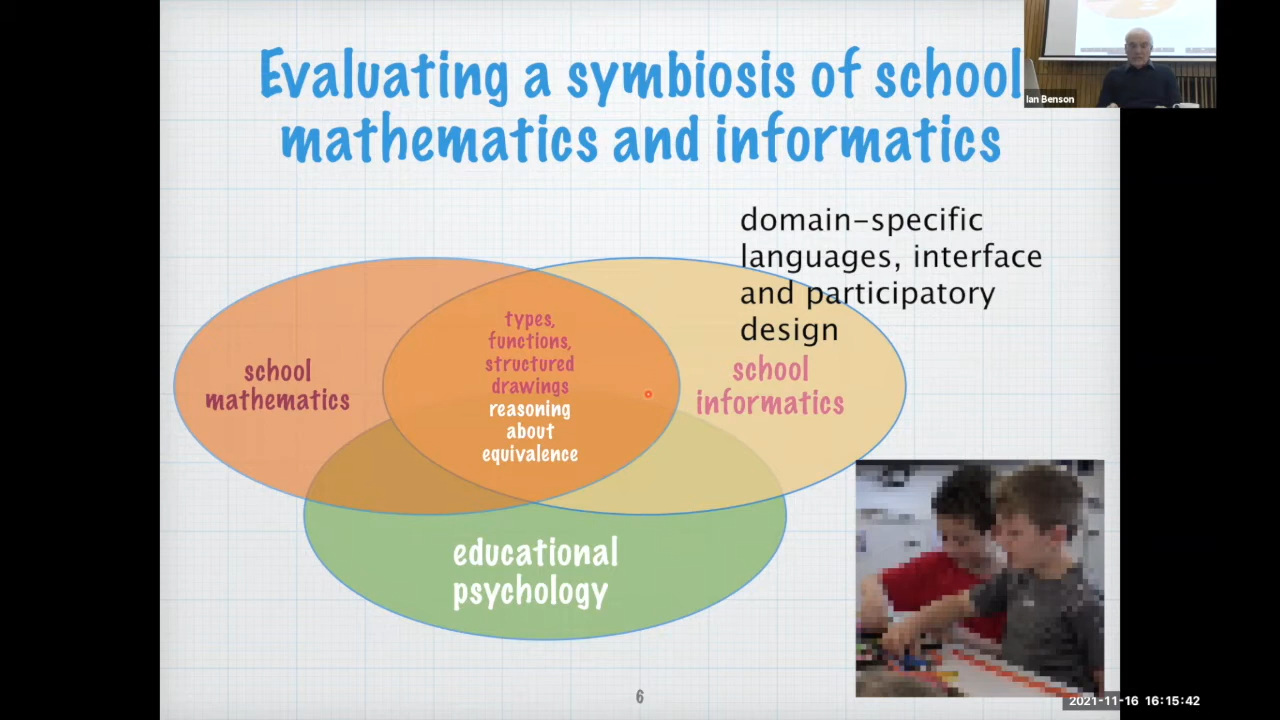 Evaluating a symbiosis of school
mathematics and informatics
Ian Benson
domain-specific
languages, interface
and participatory
design
types,
functions,
structured
drawings
reasoning
about
equivalence
school
mathematics
school
informatics
educational
psychology
6
2021-11-16 16:15:42